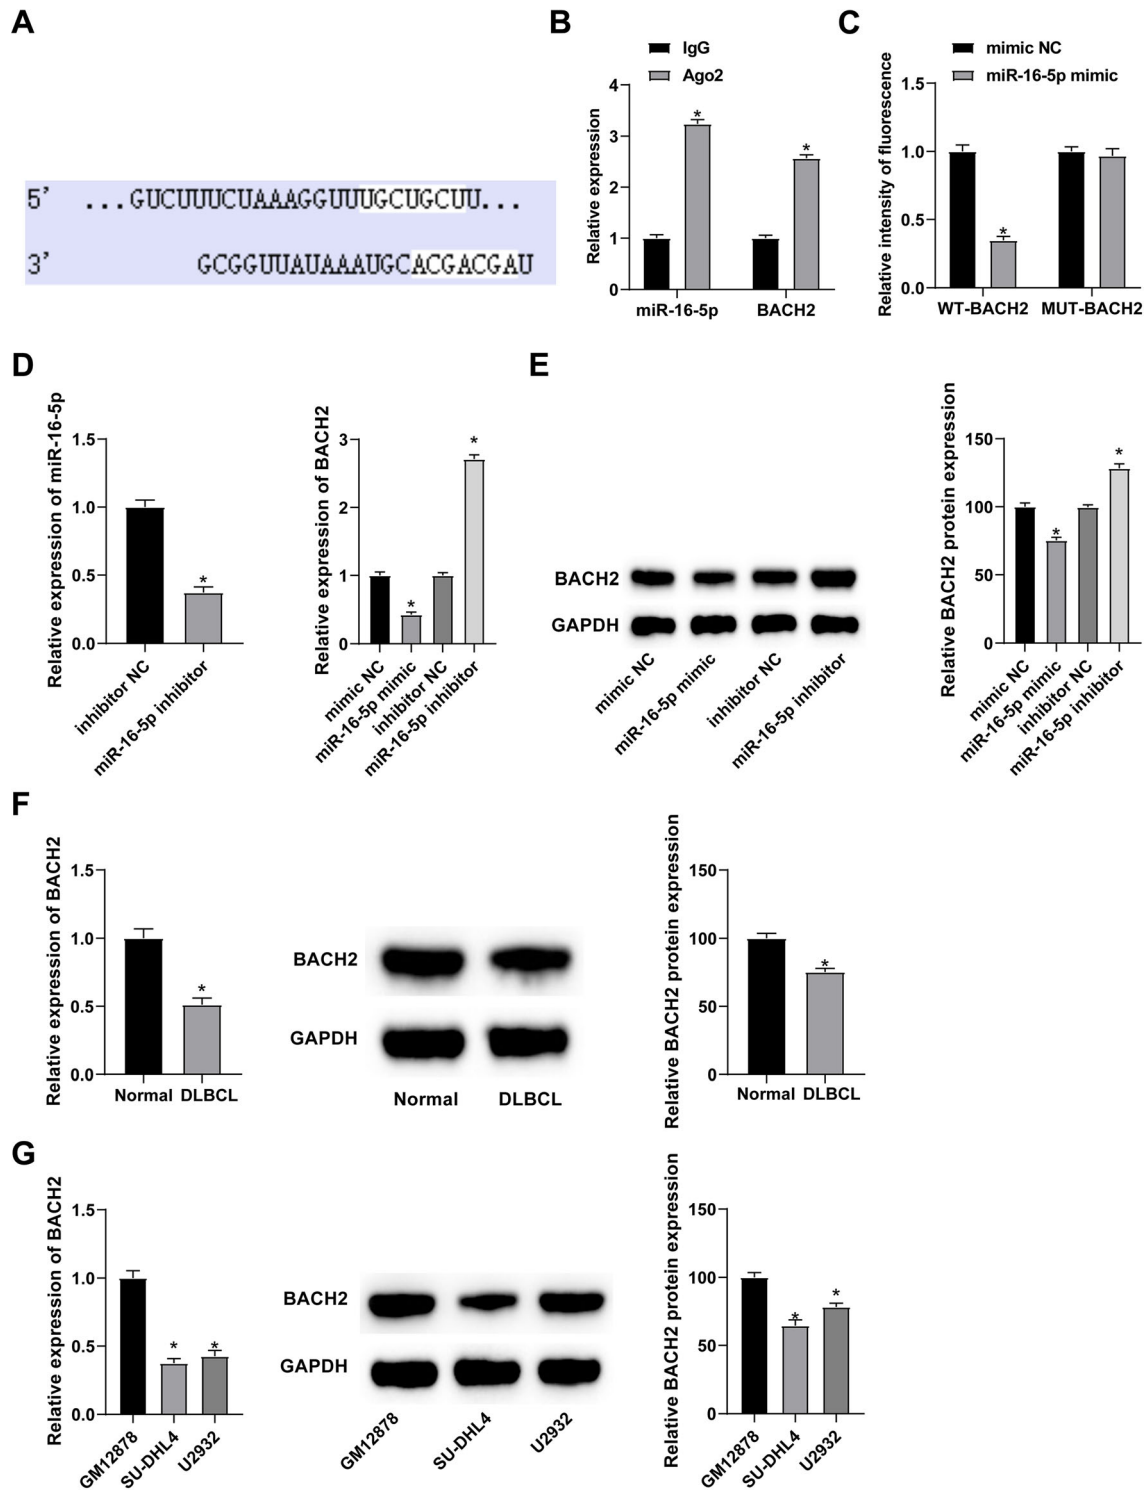 A
5' ...GUCUUUCUAAAGGUUUGCUGCUU...
3' GCGGUUAUAAAUGCACGACGAU
B
IgG
Ago2
Relative expression
4
3
2
1
0
miR-16-5p BACH2
C
mimic NC
miR-16-5p mimic
Relative intensity of fluorescence
1.5
1.0
0.5
0.0
WT-BACH2 MUT-BACH2
* * *
D
Relative expression of miR-16-5p
1.5
1.0
0.5
0.0
*
inhibitor NC
miR-16-5p inhibitor
Relative expression of BACH2
3
2
1
0
*
*
mimic NC
miR-16-5p mimic
inhibitor NC
miR-16-5p inhibitor
E
BACH2
GAPDH
mimic NC
miR-16-5p mimic
inhibitor NC
miR-16-5p inhibitor
Relative BACH2 protein expression
150
100
50
0
*
*
mimic NC
miR-16-5p mimic
inhibitor NC
miR-16-5p inhibitor
F
Relative expression of BACH2
1.5
1.0
0.5
0.0
*
Normal DLBCL
BACH2
GAPDH
Normal DLBCL
Relative BACH2 protein expression
150
100
50
0
*
Normal DLBCL
G
Relative expression of BACH2
1.5
1.0
0.5
0.0
* *
GM12878
SU-DHL4
U2932
BACH2
GAPDH
GM12878
SU-DHL4
U2932
Relative BACH2 protein expression
150
100
50
0
* *
GM12878
SU-DHL4
U2932